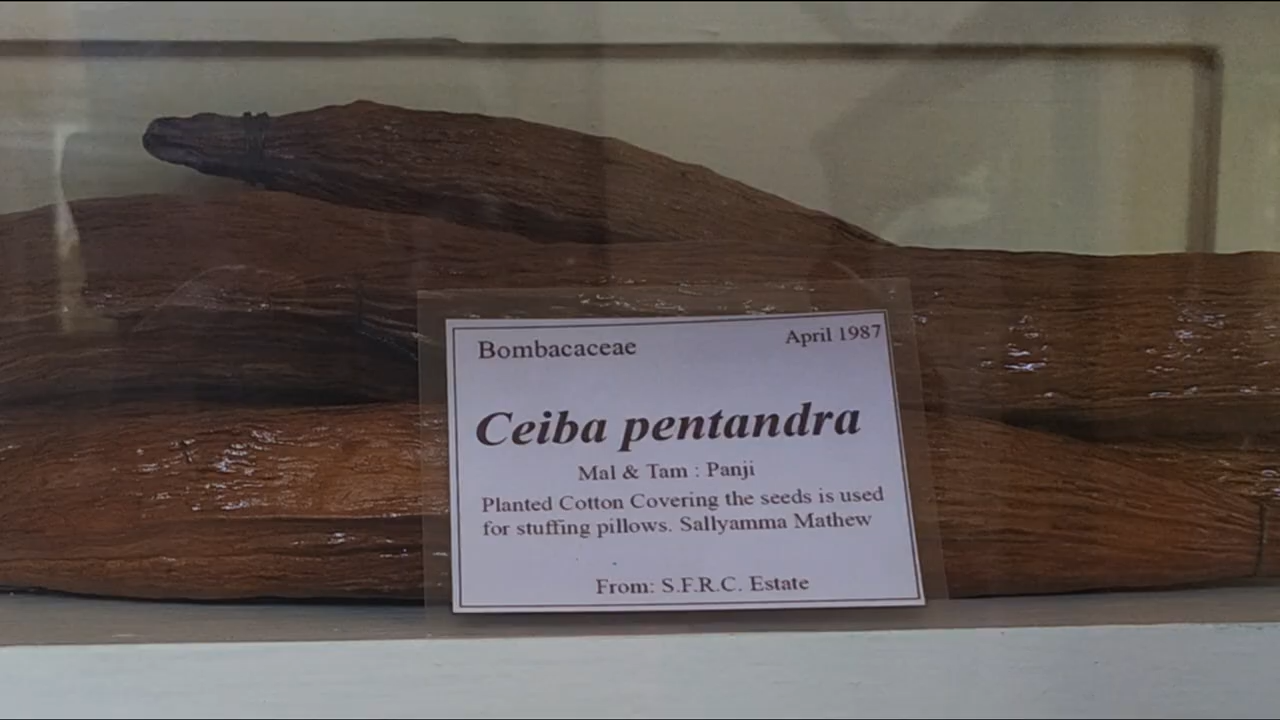 Bombacaceae April 1987
Ceiba pentandra
Mal & Tam : Panji
Planted Cotton Covering the seeds is used
for stuffing pillows. Sallyamma Mathew
From: S.F.R.C. Estate